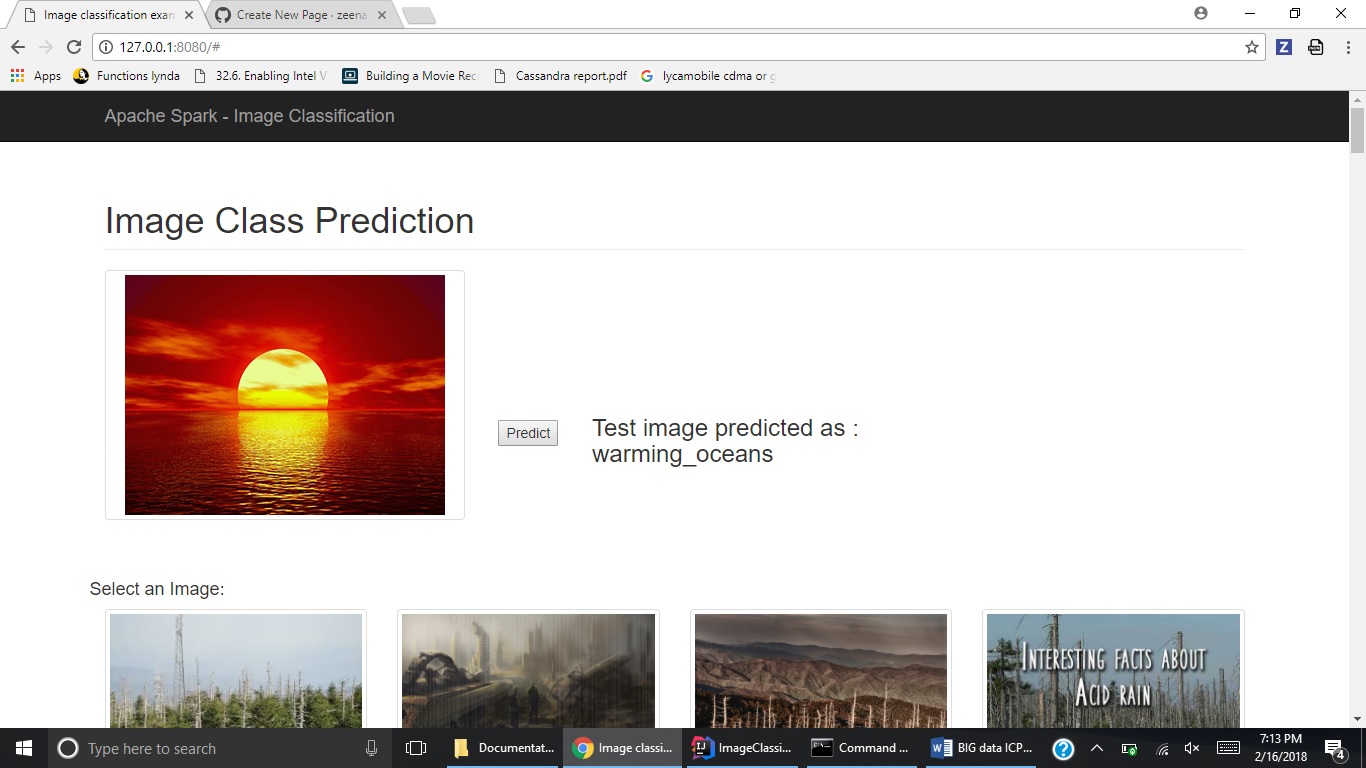 Image classification exam
Create New Page · zeena
127.0.0.1:8080/#
Apps
Functions lynda
32.6. Enabling Intel V
Building a Movie Rec
Cassandra report.pdf
lycamobile cdma or g
Apache Spark - Image Classification
Image Class Prediction
Predict
Test image predicted as :
warming_oceans
Select an Image:
INTERESTING FACTS ABOUT
ACID RAIN
Type here to search
Documentat...
Image classi...
ImageClassi...
Command ...
BIG data ICP...
7:13 PM
2/16/2018
4